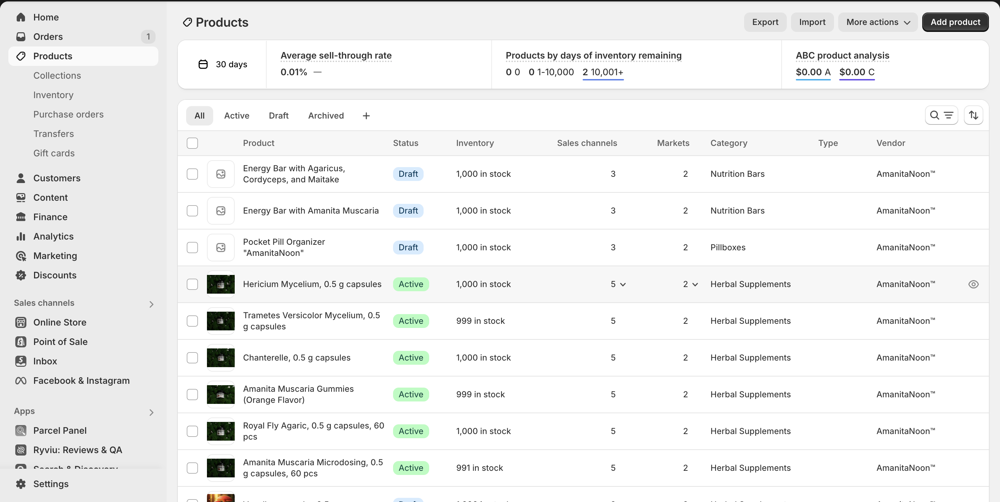 Home
Orders
1
Products
Collections
Inventory
Purchase orders
Transfers
Gift cards
Customers
Content
Finance
Analytics
Marketing
Discounts
Sales channels
Online Store
Point of Sale
Inbox
Facebook & Instagram
Apps
Parcel Panel
Ryviu: Reviews & QA
Search & Discovery
Settings
Products
Export
Import
More actions
Add product
30 days
Average sell-through rate
0.01% —
Products by days of inventory remaining
0 0 0 1-10,000 2 10,001+
ABC product analysis
$0.00 A $0.00 C
All Active Draft Archived +
Product Status Inventory Sales channels Markets Category Type Vendor
Energy Bar with Agaricus,
Cordyceps, and Maitake
Draft 1,000 in stock 3 2 Nutrition Bars AmanitaNoon™
Energy Bar with Amanita Muscaria Draft 1,000 in stock 3 2 Nutrition Bars AmanitaNoon™
Pocket Pill Organizer
"AmanitaNoon"
Draft 1,000 in stock 3 2 Pillboxes AmanitaNoon™
Hericium Mycelium, 0.5 g capsules Active 1,000 in stock 5 2 Herbal Supplements AmanitaNoon™
Trametes Versicolor Mycelium, 0.5
g capsules
Active 999 in stock 5 2 Herbal Supplements AmanitaNoon™
Chanterelle, 0.5 g capsules Active 1,000 in stock 5 2 Herbal Supplements AmanitaNoon™
Amanita Muscaria Gummies
(Orange Flavor)
Active 999 in stock 5 2 Herbal Supplements AmanitaNoon™
Royal Fly Agaric, 0.5 g capsules, 60
pcs
Active 1,000 in stock 5 2 Herbal Supplements AmanitaNoon™
Amanita Muscaria Microdosing, 0.5
g capsules, 60 pcs
Active 991 in stock 5 2 Herbal Supplements AmanitaNoon™